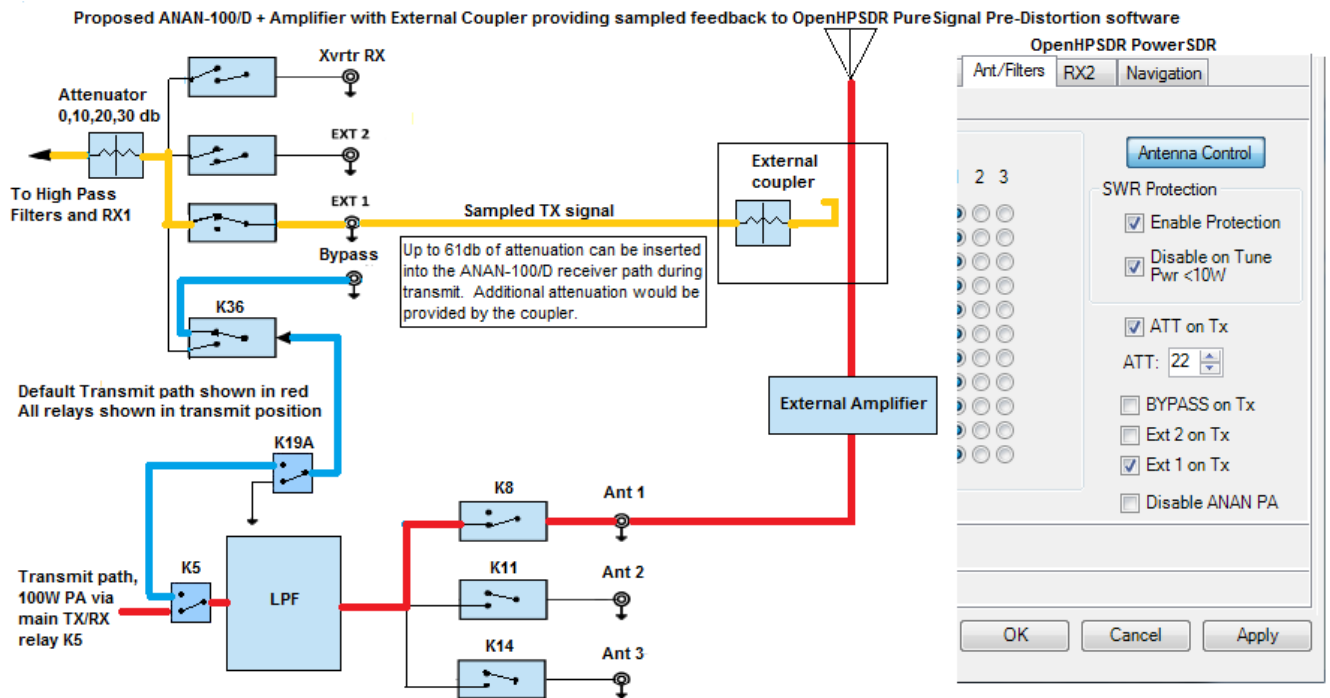 Proposed ANAN-100/D + Amplifier with External Coupler providing sampled feedback to OpenHPSDR PureSignal Pre-Distortion software
Xvrtr RX
Attenuator
0,10,20,30 db
To High Pass
Filters and RX1
EXT 2
EXT 1
Sampled TX signal
External
coupler
Bypass
Up to 61db of attenuation can be inserted
into the ANAN-100/D receiver path during
transmit. Additional attenuation would be
provided by the coupler.
K36
Default Transmit path shown in red
All relays shown in transmit position
External Amplifier
K19A
K8
Ant 1
K5
LPF
Transmit path,
100W PA via
main TX/RX
relay K5
K11
Ant 2
K14
Ant 3
OpenHPSDR PowerSDR
Ant/Filters
RX2
Navigation
Antenna Control
2 3
SWR Protection
Enable Protection
Disable on Tune
Pwr <10W
ATT on Tx
ATT: 22
BYPASS on Tx
Ext 2 on Tx
Ext 1 on Tx
Disable ANAN PA
OK
Cancel
Apply